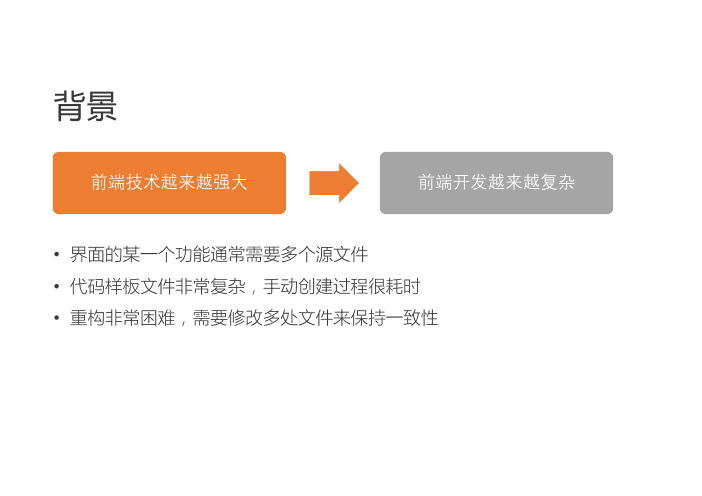 背景
前端技术越来越强大
前端开发越来越复杂
• 界面的某一个功能通常需要多个源文件
• 代码样板文件非常复杂，手动创建过程很耗时
• 重构非常困难，需要修改多处文件来保持一致性